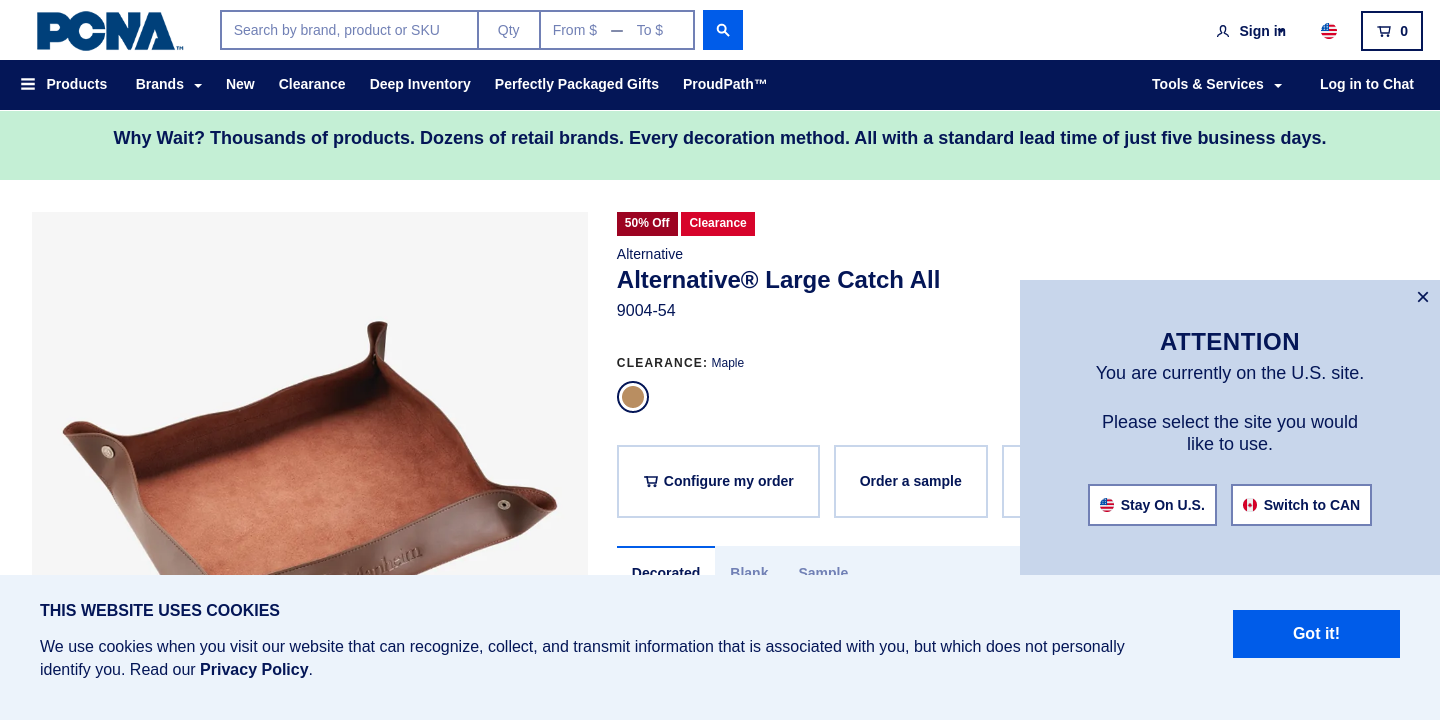 PCNA™
Search by brand, product or SKU
Qty
From $ — To $
Sign in
0
Products
Brands
New
Clearance
Deep Inventory
Perfectly Packaged Gifts
ProudPath™
Tools & Services
Log in to Chat
Why Wait? Thousands of products. Dozens of retail brands. Every decoration method. All with a standard lead time of just five business days.
50% Off
Clearance
Alternative
Alternative® Large Catch All
9004-54
CLEARANCE: Maple
Configure my order
Order a sample
Decorated
Blank
Sample
×
ATTENTION
You are currently on the U.S. site.
Please select the site you would
like to use.
Stay On U.S.
Switch to CAN
THIS WEBSITE USES COOKIES
We use cookies when you visit our website that can recognize, collect, and transmit information that is associated with you, but which does not personally
identify you. Read our Privacy Policy.
Got it!